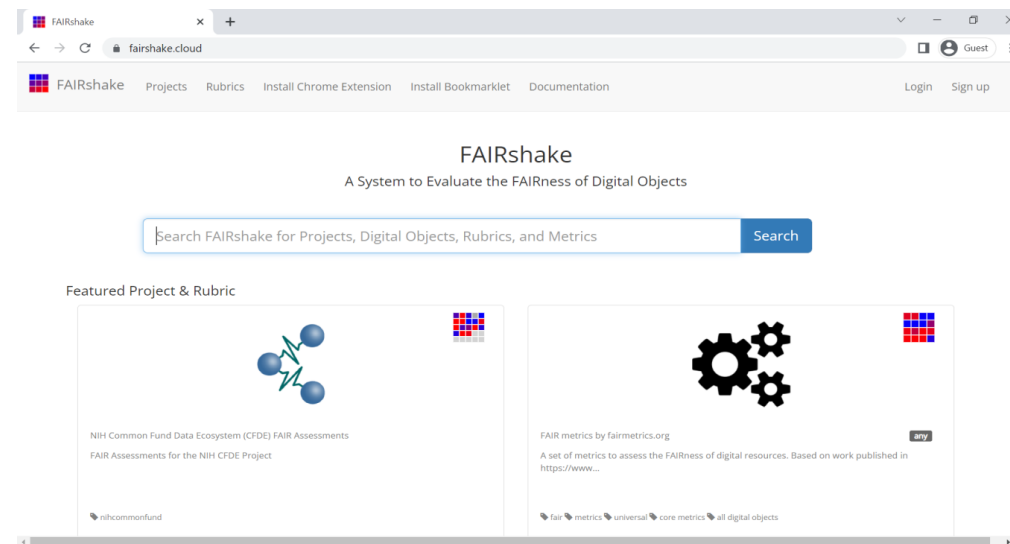 FAIRshake
fairshake.cloud
Guest
FAIRshake Projects Rubrics Install Chrome Extension Install Bookmarklet Documentation Login Sign up
FAIRshake
A System to Evaluate the FAIRness of Digital Objects
Search FAIRshake for Projects, Digital Objects, Rubrics, and Metrics Search
Featured Project & Rubric
NIH Common Fund Data Ecosystem (CFDE) FAIR Assessments
FAIR Assessments for the NIH CFDE Project
nihcommonfund
FAIR metrics by fairmetrics.org any
A set of metrics to assess the FAIRness of digital resources. Based on work published in
https://www...
fair metrics universal core metrics all digital objects